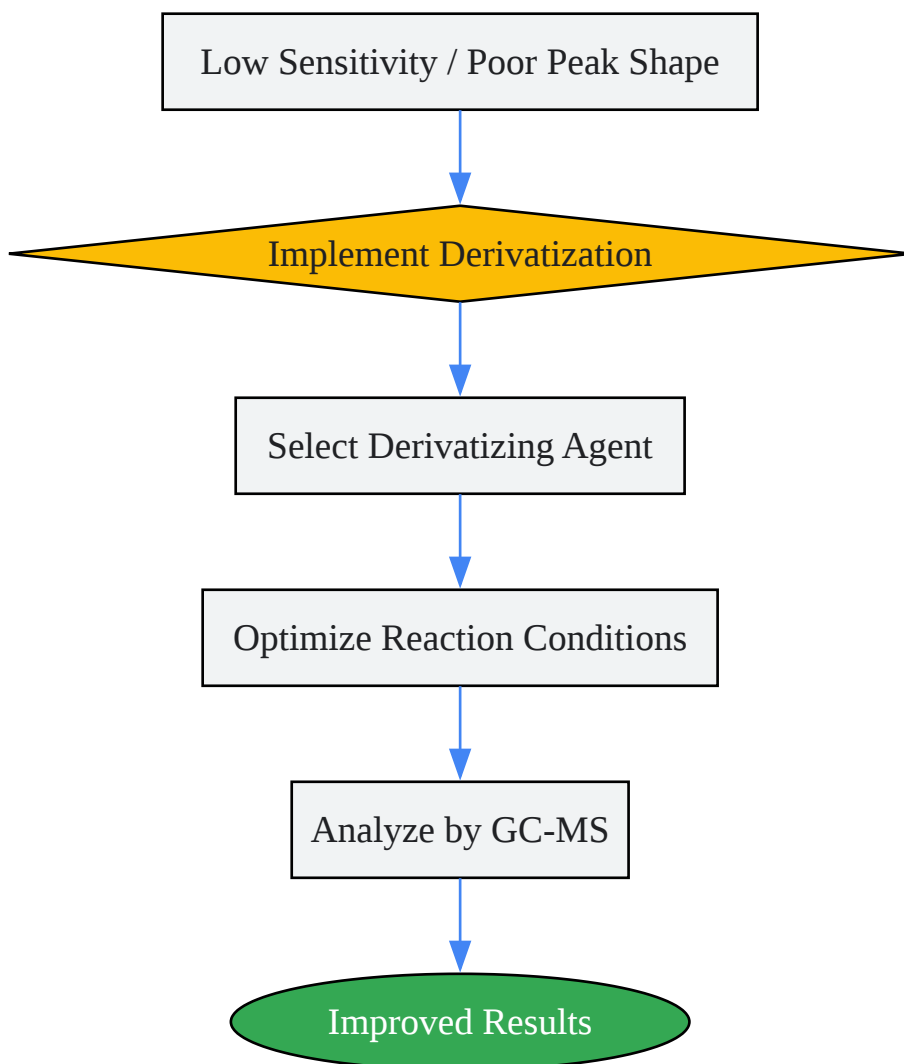 Low Sensitivity / Poor Peak Shape
Implement Derivatization
Select Derivatizing Agent
Optimize Reaction Conditions
Analyze by GC-MS
Improved Results